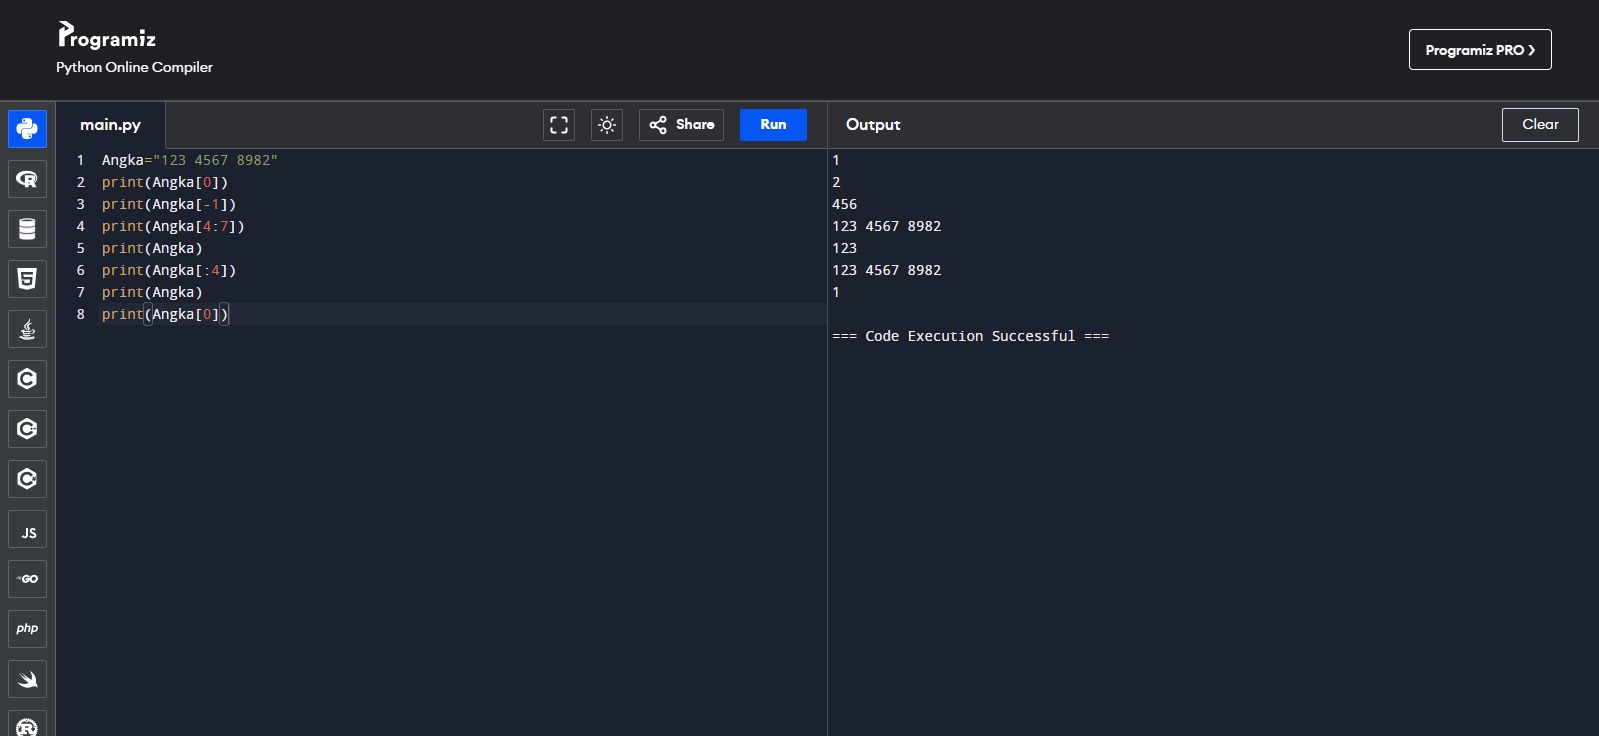 Programiz
Python Online Compiler
Programiz PRO ❯
main.py
Share
Run
Output
Clear
1 Angka="123 4567 8982"
2 print(Angka[0])
3 print(Angka[-1])
4 print(Angka[4:7])
5 print(Angka)
6 print(Angka[:4])
7 print(Angka)
8 print(Angka[0])
1
2
456
123 4567 8982
123
123 4567 8982
1
=== Code Execution Successful ===
R
5
C
C
C
JS
GO
php
R